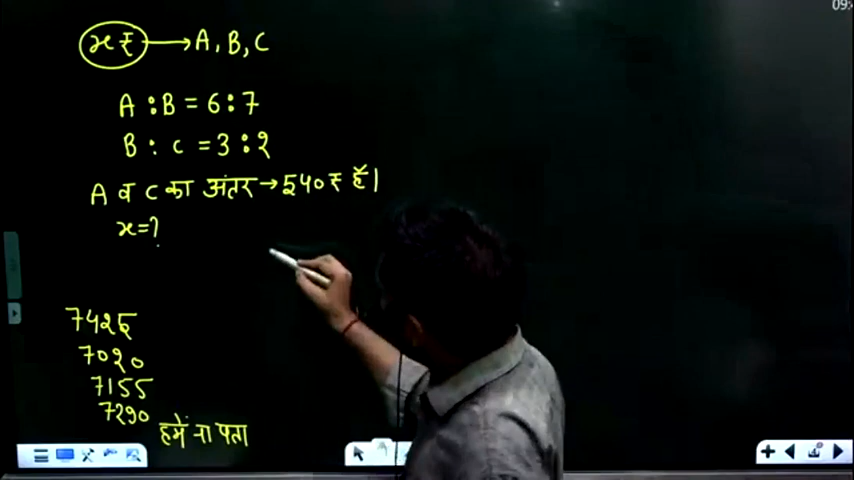 x ₹ → A, B, C
A : B = 6 : 7
B : C = 3 : 2
A व C का अंतर → 540 ₹ है।
x = ?
7425
7020
7155
7290
हमे ना पता